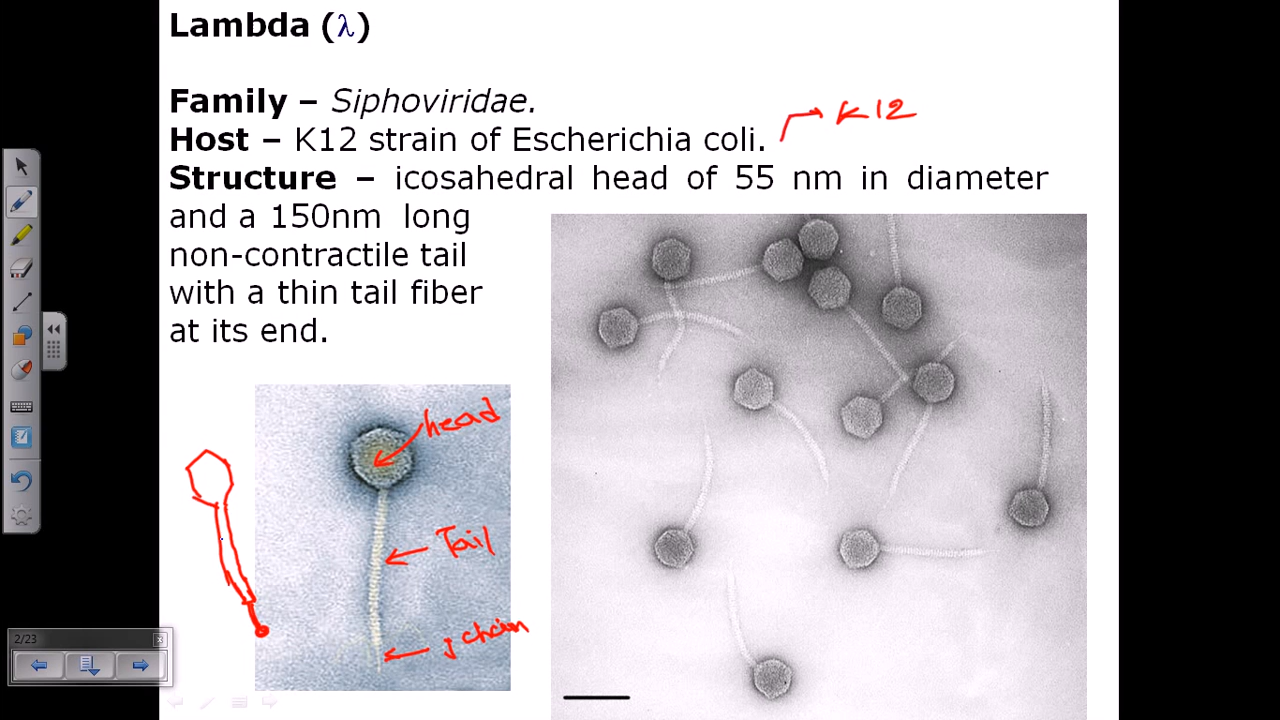 Lambda (λ)
Family – Siphoviridae.
Host – K12 strain of Escherichia coli.
K12
Structure – icosahedral head of 55 nm in diameter
and a 150nm long
non-contractile tail
with a thin tail fiber
at its end.
head
Tail
j chain
2/23